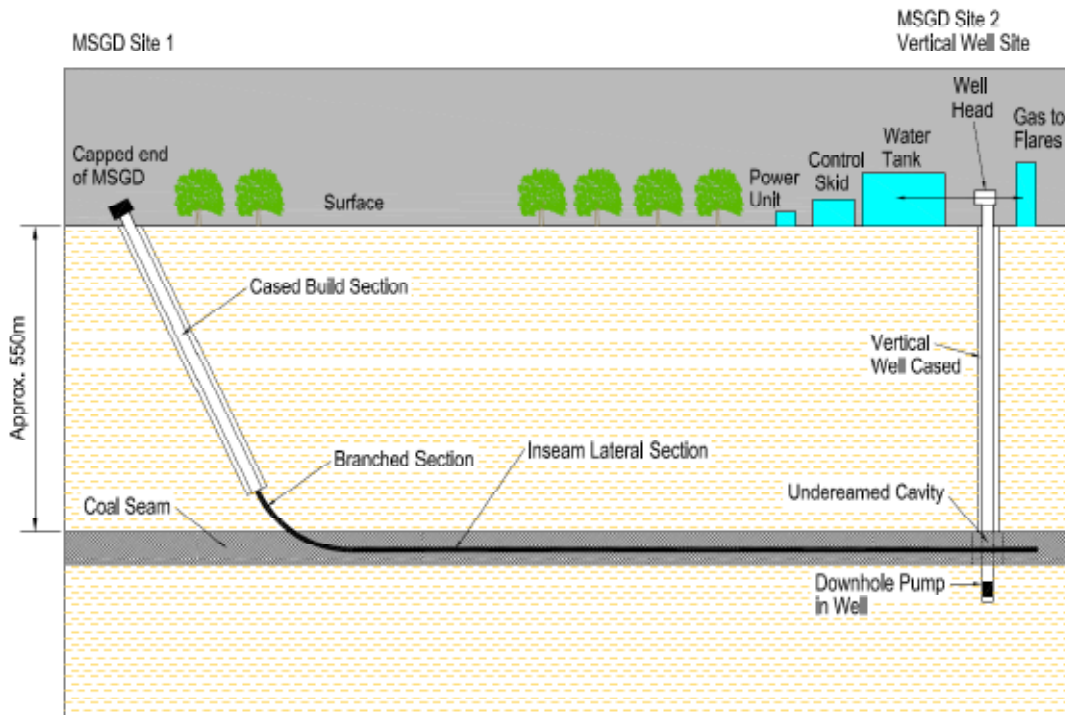 MSGD Site 1
MSGD Site 2
Vertical Well Site
Well
Head
Gas to
Flares
Water
Tank
Control
Skid
Power
Unit
Capped end
of MSGD
Surface
Cased Build Section
Approx. 550m
Vertical
Well Cased
Branched Section
Inseam Lateral Section
Undereamed Cavity
Coal Seam
Downhole Pump
in Well